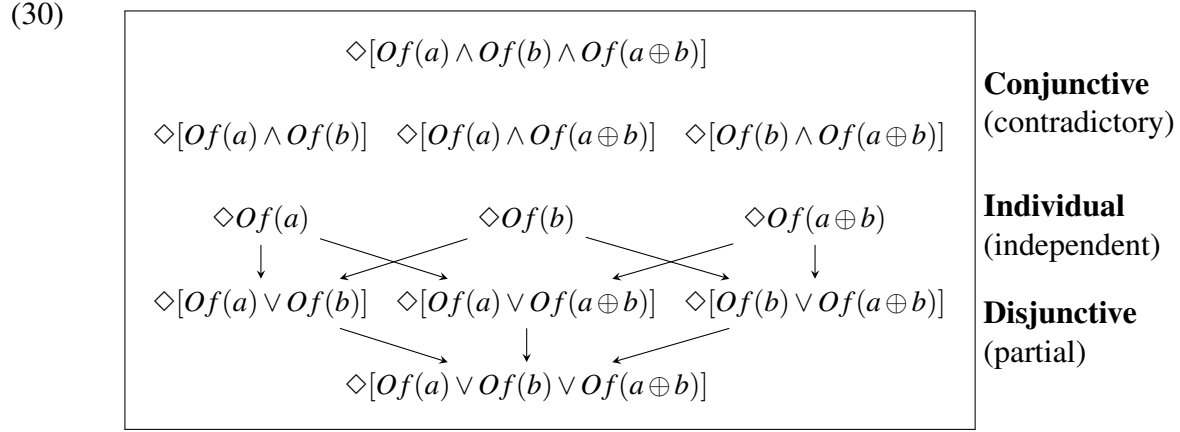 (30)
◇[Of(a) ∧ Of(b) ∧ Of(a ⊕ b)]
Conjunctive
(contradictory)
◇[Of(a) ∧ Of(b)] ◇[Of(a) ∧ Of(a ⊕ b)] ◇[Of(b) ∧ Of(a ⊕ b)]
Individual
(independent)
◇Of(a) ◇Of(b) ◇Of(a ⊕ b)
◇[Of(a) ∨ Of(b)] ◇[Of(a) ∨ Of(a ⊕ b)] ◇[Of(b) ∨ Of(a ⊕ b)]
Disjunctive
(partial)
◇[Of(a) ∨ Of(b) ∨ Of(a ⊕ b)]